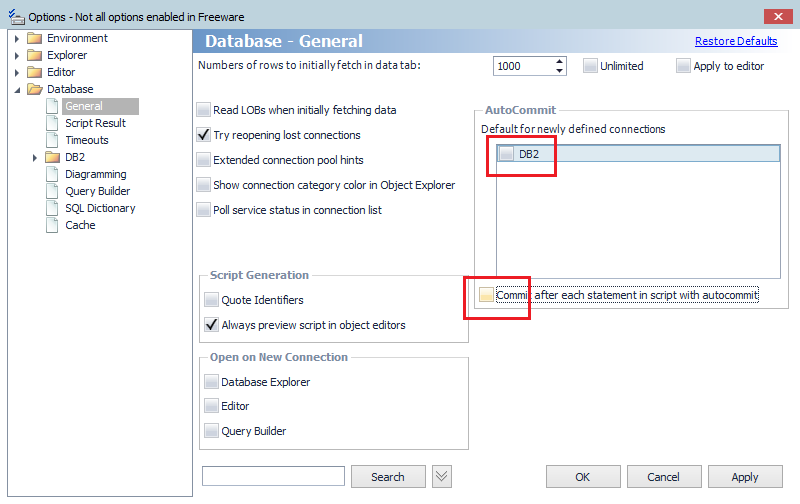 Options - Not all options enabled in Freeware
Environment
Explorer
Editor
Database
General
Script Result
Timeouts
DB2
Diagramming
Query Builder
SQL Dictionary
Cache
Database - General
Restore Defaults
Numbers of rows to initially fetch in data tab:
1000
Unlimited
Apply to editor
Read LOBs when initially fetching data
Try reopening lost connections
Extended connection pool hints
Show connection category color in Object Explorer
Poll service status in connection list
AutoCommit
Default for newly defined connections
DB2
Commit after each statement in script with autocommit
Script Generation
Quote Identifiers
Always preview script in object editors
Open on New Connection
Database Explorer
Editor
Query Builder
Search
OK
Cancel
Apply